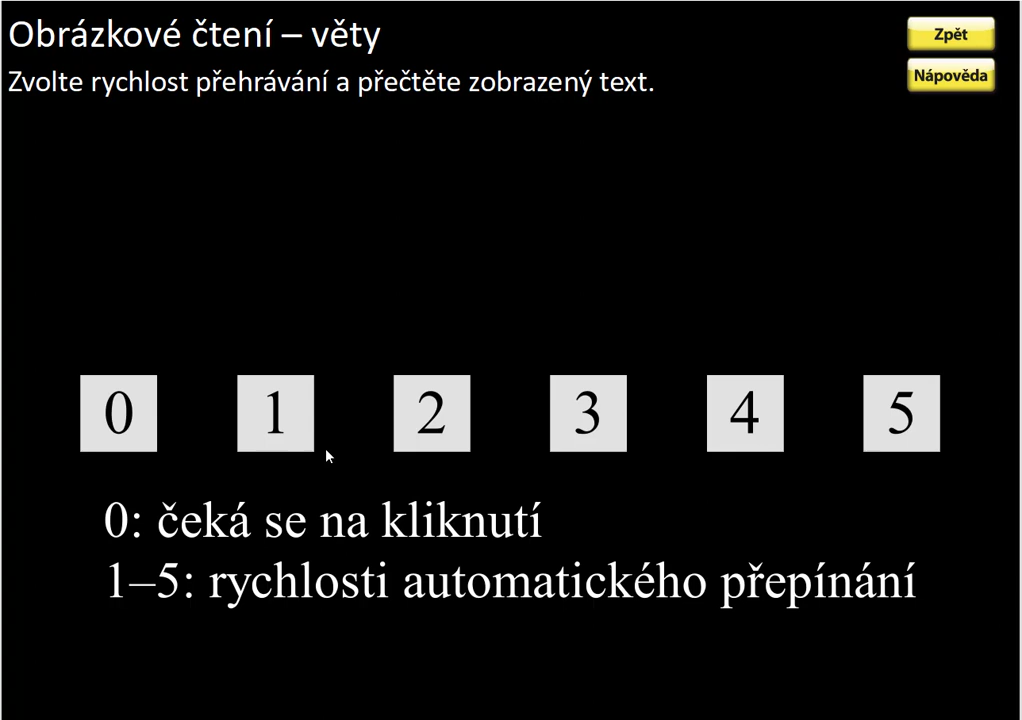 Obrázkové čtení – věty
Zpět
Zvolte rychlost přehrávání a přečtěte zobrazený text.
Nápověda
0 1 2 3 4 5
0: čeká se na kliknutí
1–5: rychlosti automatického přepínání